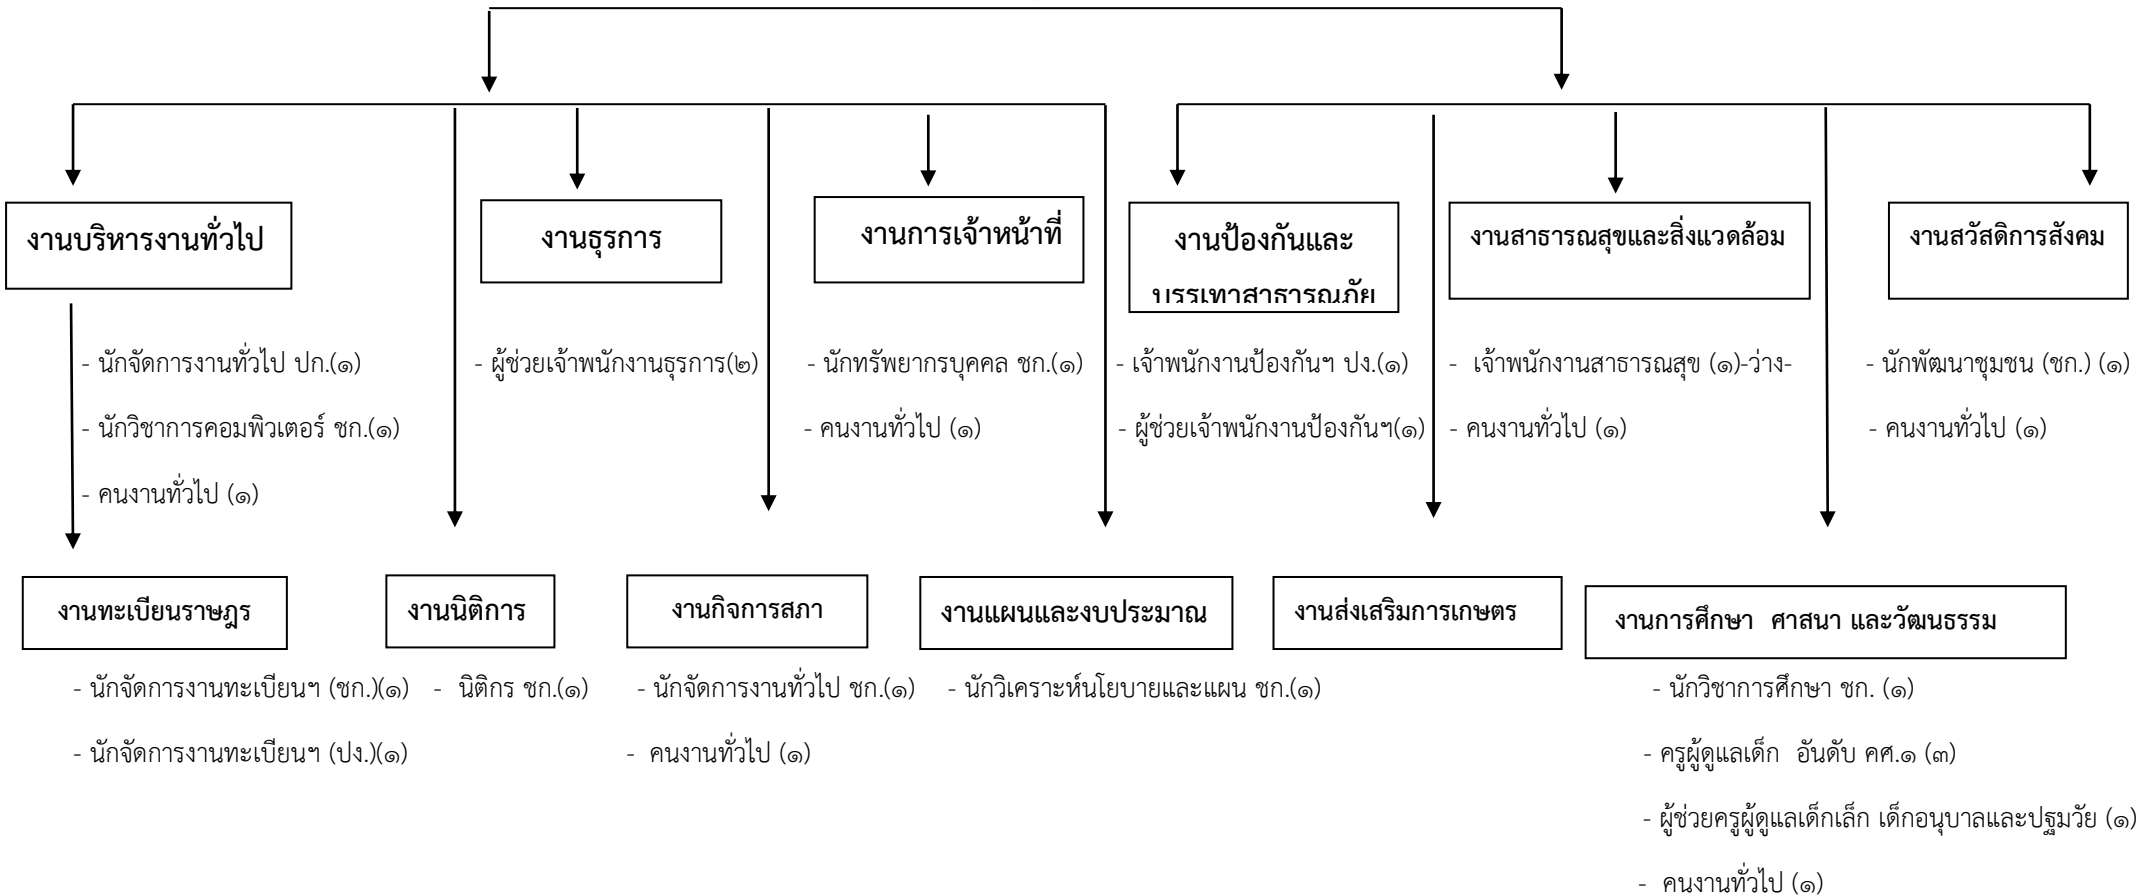 งานบริหารงานทั่วไป
งานธุรการ
งานการเจ้าหน้าที่
งานป้องกันและ
บรรเทาสาธารณภัย
งานสาธารณสุขและสิ่งแวดล้อม
งานสวัสดิการสังคม
- นักจัดการงานทั่วไป ปก.(๑)
- นักวิชาการคอมพิวเตอร์ ชก.(๑)
- คนงานทั่วไป (๑)
- ผู้ช่วยเจ้าพนักงานธุรการ(๒)
- นักทรัพยากรบุคคล ชก.(๑)
- คนงานทั่วไป (๑)
- เจ้าพนักงานป้องกันฯ ปง.(๑)
- ผู้ช่วยเจ้าพนักงานป้องกันฯ(๑)
- เจ้าพนักงานสาธารณสุข (๑)-ว่าง-
- คนงานทั่วไป (๑)
- นักพัฒนาชุมชน (ชก.) (๑)
- คนงานทั่วไป (๑)
งานทะเบียนราษฎร
งานนิติการ
งานกิจการสภา
งานแผนและงบประมาณ
งานส่งเสริมการเกษตร
งานการศึกษา ศาสนา และวัฒนธรรม
- นักจัดการงานทะเบียนฯ (ชก.)(๑)
- นักจัดการงานทะเบียนฯ (ปง.)(๑)
- นิติกร ชก.(๑)
- นักจัดการงานทั่วไป ชก.(๑)
- คนงานทั่วไป (๑)
- นักวิเคราะห์นโยบายและแผน ชก.(๑)
- นักวิชาการศึกษา ชก. (๑)
- ครูผู้ดูแลเด็ก อันดับ คศ.๑ (๓)
- ผู้ช่วยครูผู้ดูแลเด็กเล็ก เด็กอนุบาลและปฐมวัย (๑)
- คนงานทั่วไป (๑)